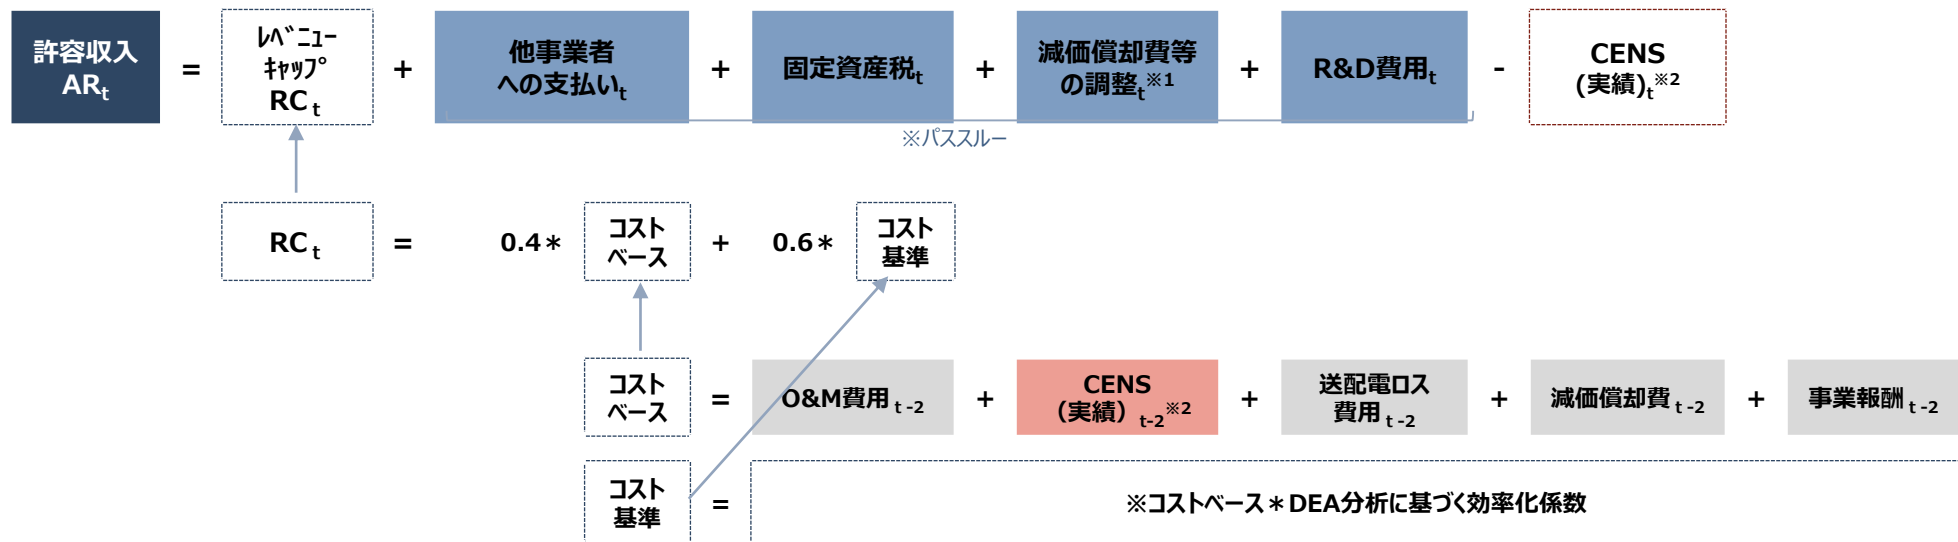 許容収入
ARt
=
ﾚﾍﾞﾆｭｰ
ｷｬｯﾌﾟ
RC t
+
他事業者
への支払いt
+
固定資産税t
+
減価償却費等
の調整t※1
+
R&D費用t
-
CENS
(実績)t※2
※パススルー
RC t
=
0.4＊
コスト
ベース
+
0.6＊
コスト
基準
コスト
ベース
=
O&M費用 t-2
+
CENS
（実績） t-2※2
+
送配電ロス
費用 t-2
+
減価償却費 t-2
+
事業報酬 t-2
コスト
基準
=
※コストベース＊DEA分析に基づく効率化係数